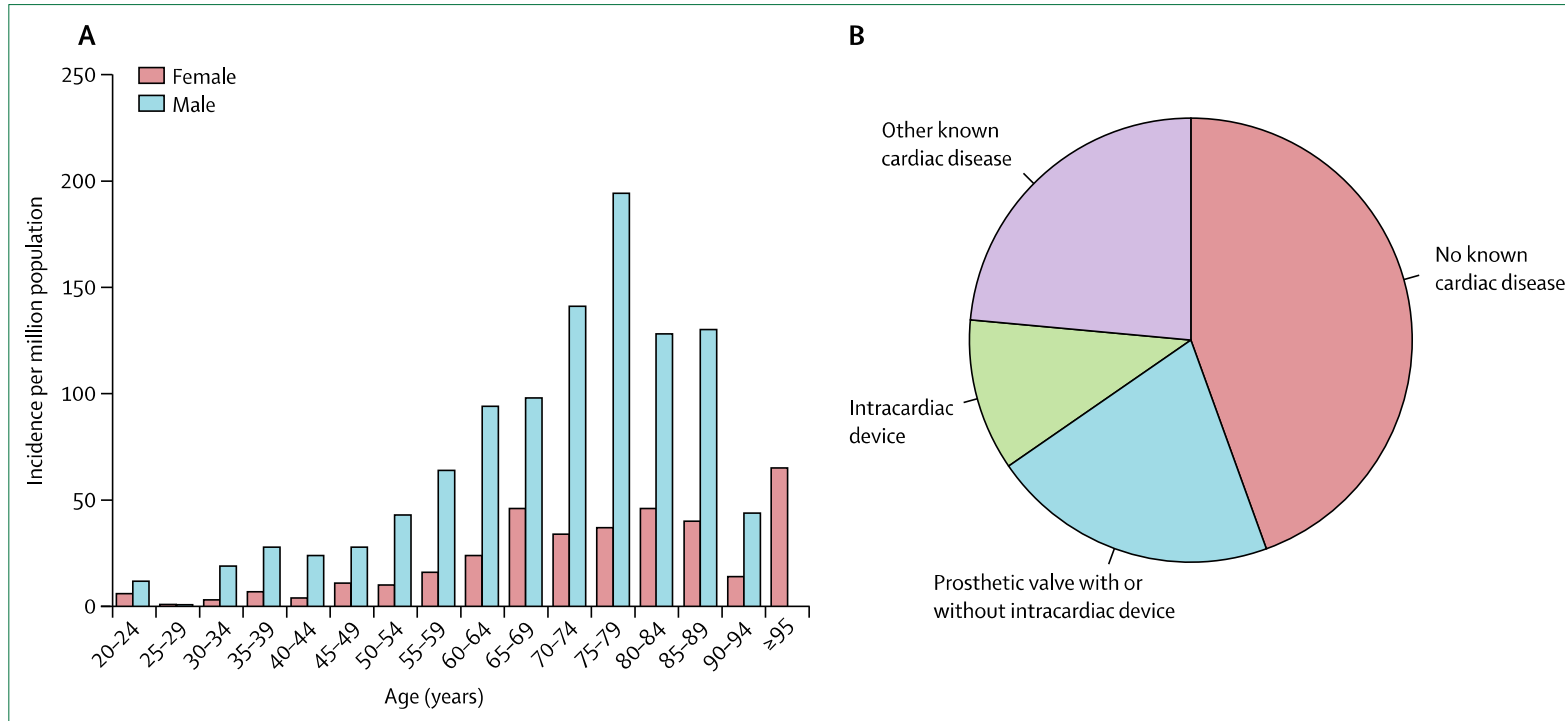 A
250
200
150
100
50
0
Incidence per million population
Female
Male
20–24
25–29
30–34
35–39
40–44
45–49
50–54
55–59
60–64
65–69
70–74
75–79
80–84
85–89
90–94
≥95
Age (years)
B
Other known
cardiac disease
No known
cardiac disease
Intracardiac
device
Prosthetic valve with or
without intracardiac device